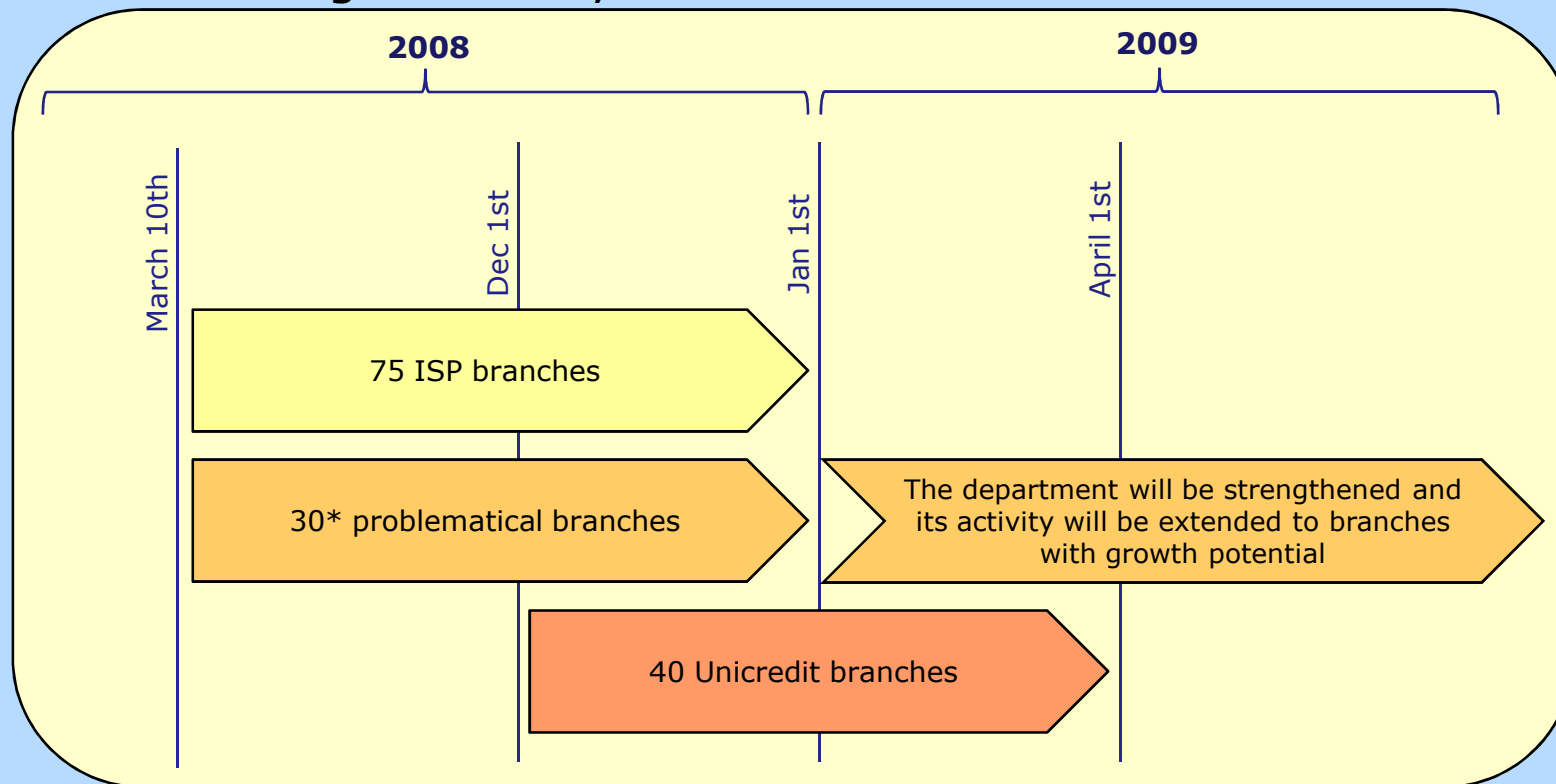 2008
2009
March 10th
Dec 1st
Jan 1st
April 1st
75 ISP branches
30* problematical branches
The department will be strengthened and
its activity will be extended to branches
with growth potential
40 Unicredit branches